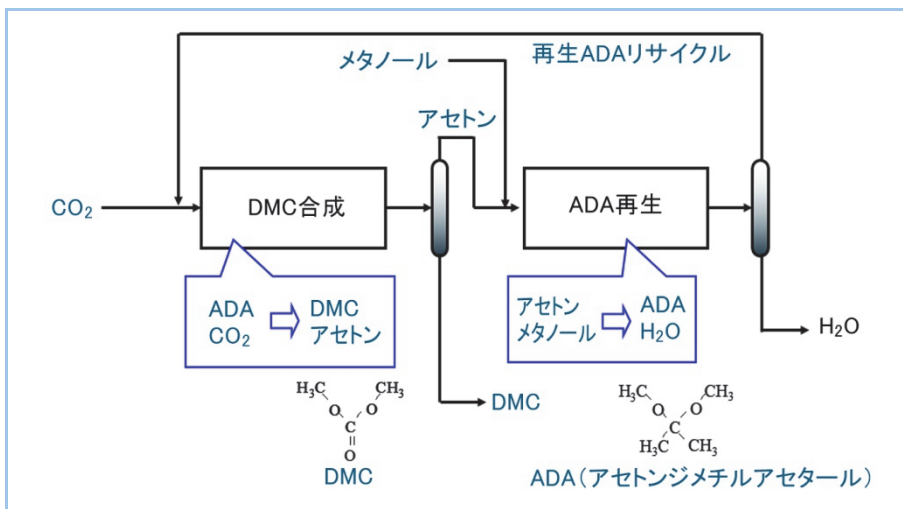 再生ADAリサイクル
メタノール
アセトン
CO₂
DMC合成
ADA再生
ADA
CO₂
DMC
アセトン
アセトン
メタノール
ADA
H₂O
H₂O
DMC
H₃C
CH₃
O
O
C
O
DMC
H₃C
CH₃
O
O
C
H₃C
CH₃
ADA(アセトンジメチルアセタール)